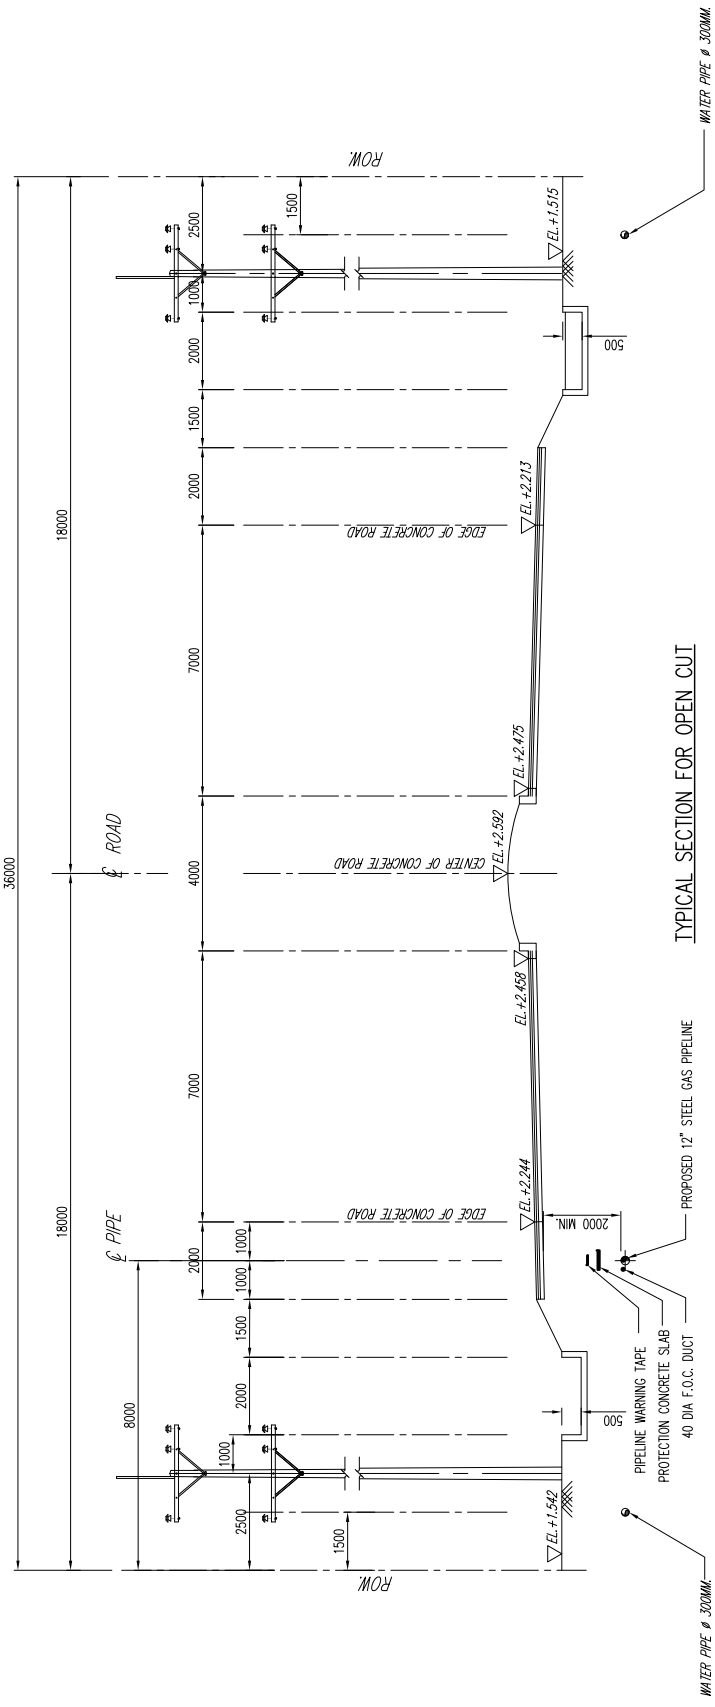 36000
18000
18000
℄ PIPE
℄ ROAD
8000
ROW.
ROW.
2500
1000
2000
1500
2000
7000
4000
7000
2000
1500
2000
1000
2500
1000
1000
1500
1500
EDGE OF CONCRETE ROAD
CENTER OF CONCRETE ROAD
EDGE OF CONCRETE ROAD
EL.+1.542
EL.+2.244
EL.+2.458
EL.+2.592
EL.+2.475
EL.+2.213
EL.+1.515
500
2000 MIN.
500
PIPELINE WARNING TAPE
PROTECTION CONCRETE SLAB
40 DIA F.O.C. DUCT
PROPOSED 12" STEEL GAS PIPELINE
WATER PIPE ø 300MM.
WATER PIPE ø 300MM.
TYPICAL SECTION FOR OPEN CUT